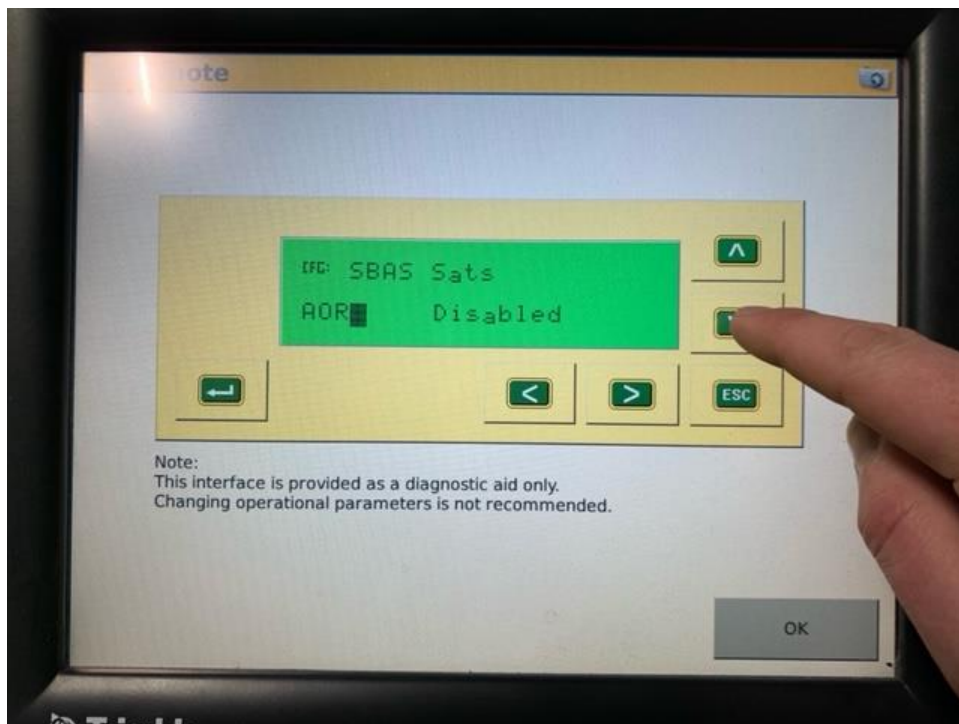 ote
CFG: SBAS Sats
AOR Disabled
ESC
Note:
This interface is provided as a diagnostic aid only.
Changing operational parameters is not recommended.
OK